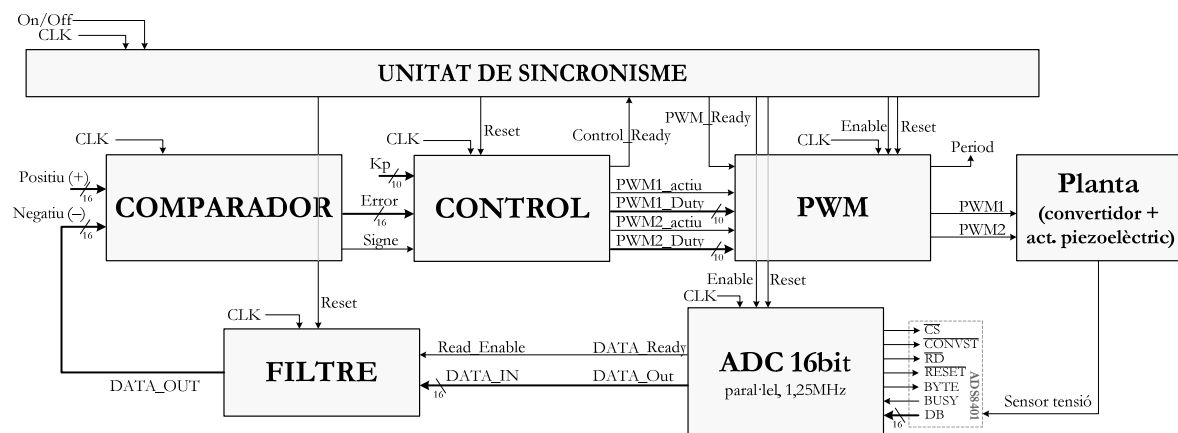 On/Off
CLK
UNITAT DE SINCRONISME
CLK
Reset
CLK
Control_Ready
PWM_Ready
CLK
Enable
Reset
Period
Positiu (+)
16
Negatiu (–)
16
COMPARADOR
Kp
10
Error
16
Signe
CONTROL
PWM1_actiu
PWM1_Duty
10
PWM2_actiu
PWM2_Duty
10
PWM
PWM1
PWM2
Planta
(convertidor +
act. piezoelèctric)
Reset
CLK
FILTRE
DATA_OUT
Read_Enable
DATA_IN
16
DATA_Ready
DATA_Out
Enable
Reset
CLK
ADC 16bit
paral·lel, 1,25MHz
CS
CONVST
RD
RESET
BYTE
BUSY
DB
16
ADS8401
Sensor tensió